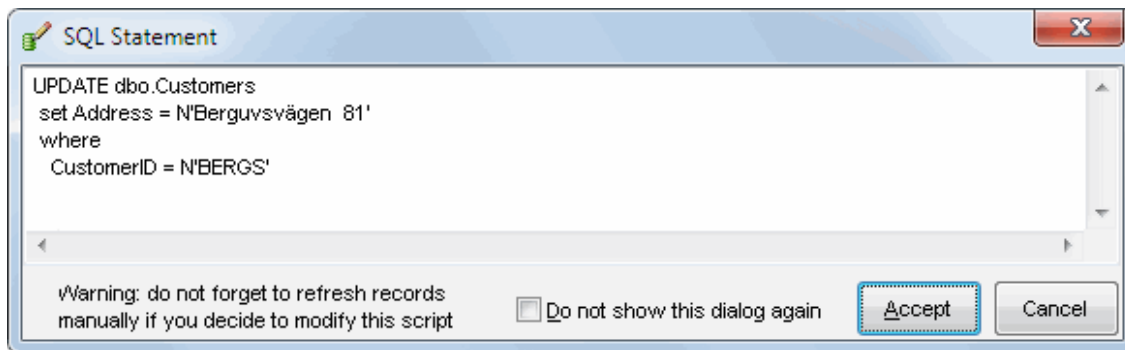 SQL Statement
UPDATE dbo.Customers
set Address = N'Berguvsvägen  81'
where
CustomerID = N'BERGS'
Warning: do not forget to refresh records
manually if you decide to modify this script
Do not show this dialog again
Accept
Cancel